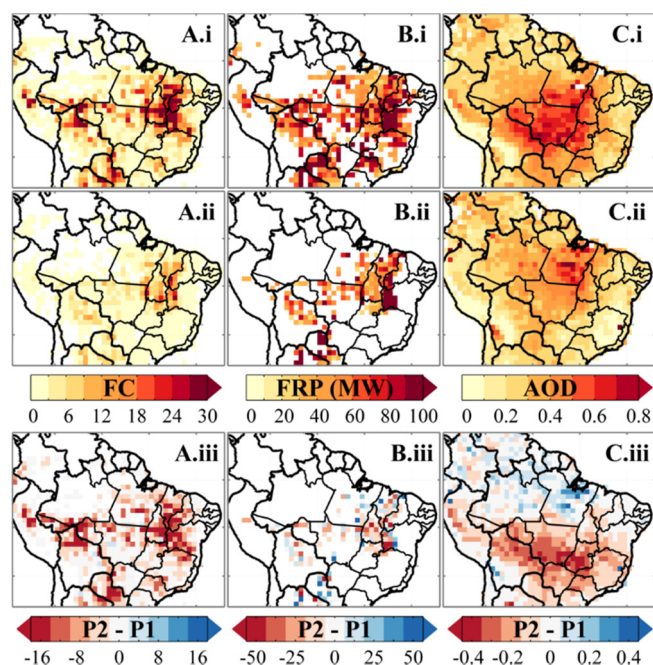 A.i B.i C.i
A.ii B.ii C.ii
FC FRP (MW) AOD
0 6 12 18 24 30 0 20 40 60 80 100 0 0.2 0.4 0.6 0.8
A.iii B.iii C.iii
P2 - P1 P2 - P1 P2 - P1
-16 -8 0 8 16 -50 -25 0 25 50 -0.4 -0.2 0 0.2 0.4